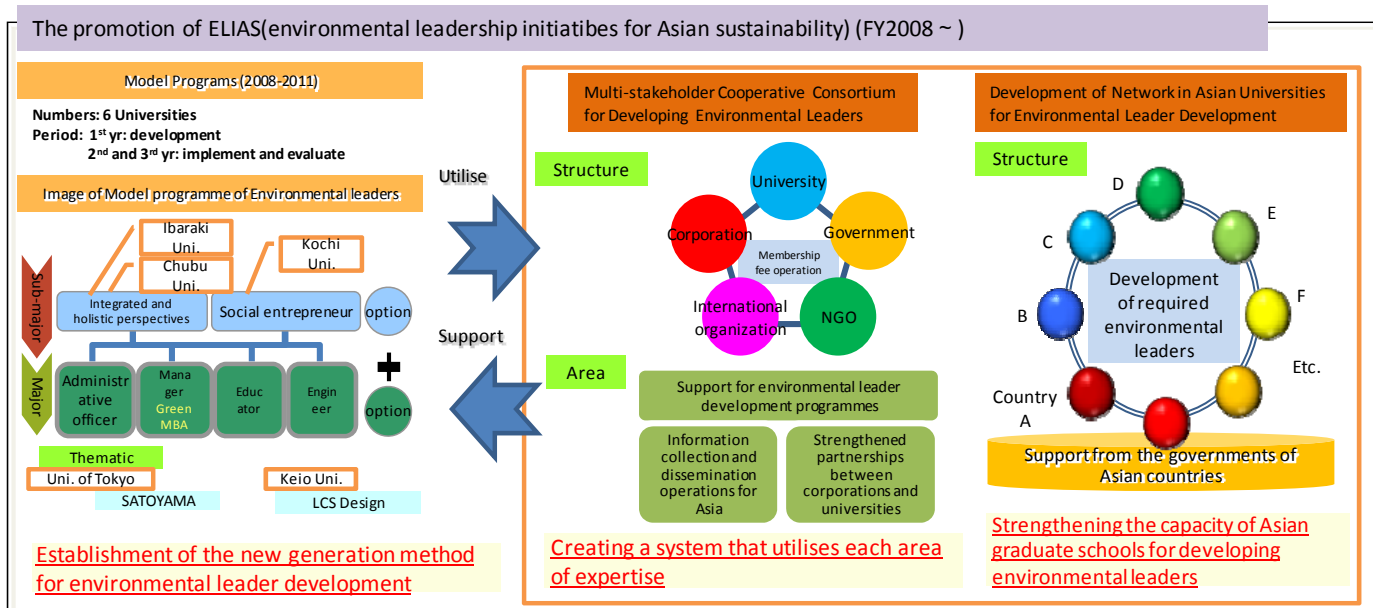 The promotion of ELIAS(environmental leadership initiatibes for Asian sustainability) (FY2008 ~ )
Model Programs (2008-2011)
Numbers: 6 Universities
Period: 1st yr: development
2nd and 3rd yr: implement and evaluate
Image of Model programme of Environmental leaders
Ibaraki
Uni.
Chubu
Uni.
Kochi
Uni.
Sub-major
Integrated and
holistic perspectives
Social entrepreneur
option
Major
Administr
ative
officer
Mana
ger
Green
MBA
Educ
ator
Engin
eer
option
Thematic
Uni. of Tokyo
SATOYAMA
Keio Uni.
LCS Design
Establishment of the new generation method
for environmental leader development
Utilise
Support
Multi-stakeholder Cooperative Consortium
for Developing Environmental Leaders
Structure
University
Corporation
Government
Membership
fee operation
International
organization
NGO
Area
Support for environmental leader
development programmes
Information
collection and
dissemination
operations for
Asia
Strengthened
partnerships
between
corporations and
universities
Creating a system that utilises each area
of expertise
Development of Network in Asian Universities
for Environmental Leader Development
Structure
D
E
C
F
B
Development
of required
environmental
leaders
Etc.
Country
A
Support from the governments of
Asian countries
Strengthening the capacity of Asian
graduate schools for developing
environmental leaders